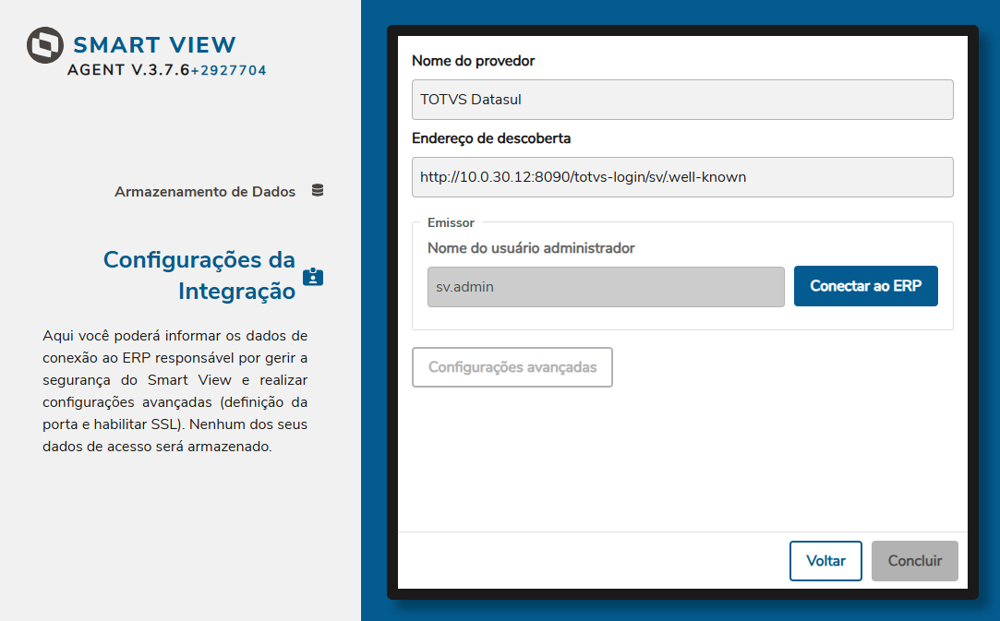 SMART VIEW
AGENT V.3.7.6+2927704
Armazenamento de Dados
Configurações da
Integração
Aqui você poderá informar os dados de
conexão ao ERP responsável por gerir a
segurança do Smart View e realizar
configurações avançadas (definição da
porta e habilitar SSL). Nenhum dos seus
dados de acesso será armazenado.
Nome do provedor
TOTVS Datasul
Endereço de descoberta
http://10.0.30.12:8090/totvs-login/sv/.well-known
Emissor
Nome do usuário administrador
sv.admin
Conectar ao ERP
Configurações avançadas
Voltar
Concluir